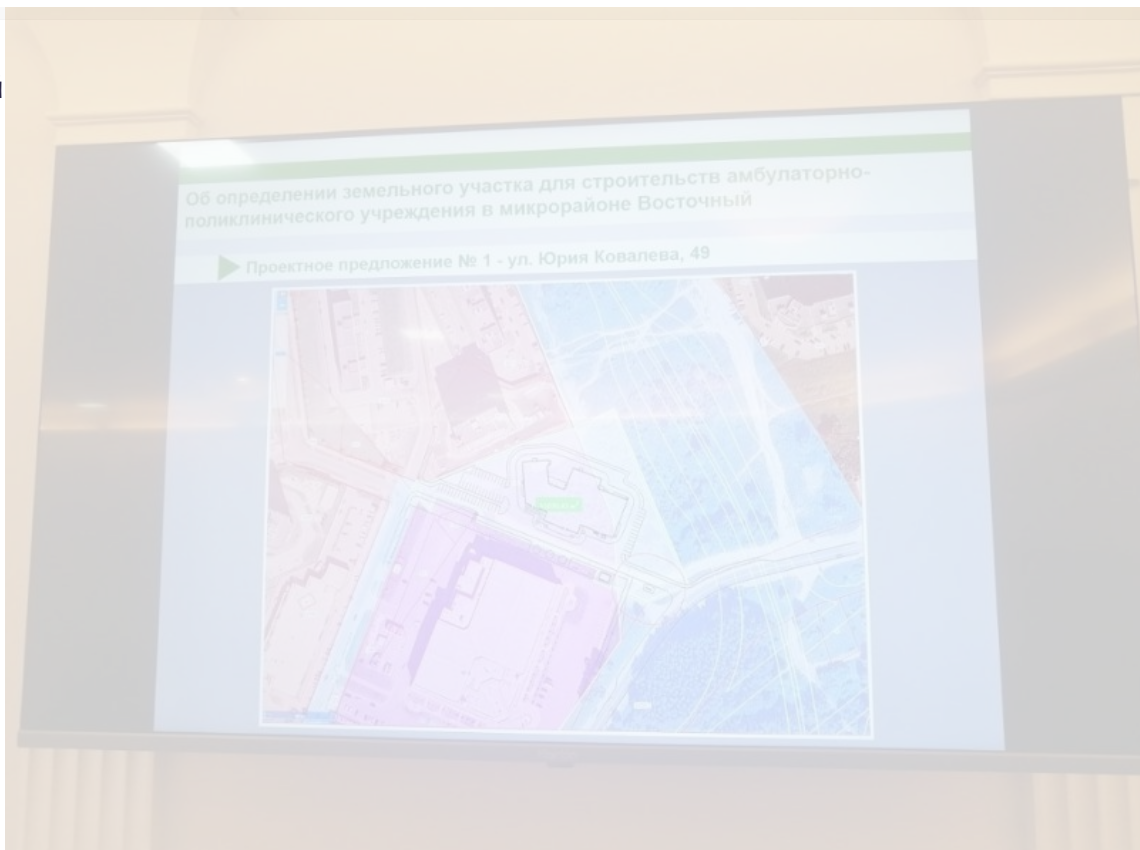 Об определении земельного участка для строительств амбулаторно-
поликлинического учреждения в микрорайоне Восточный
Проектное предложение № 1 - ул. Юрия Ковалева, 49